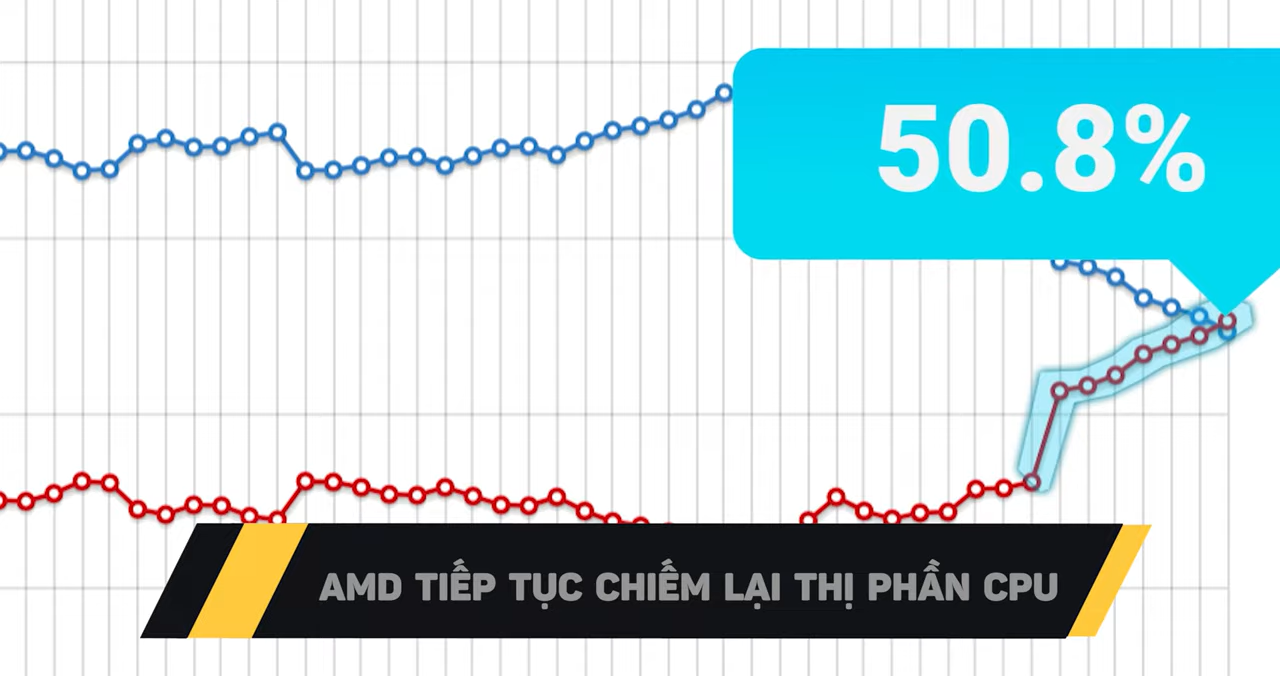 50.8%
AMD TIẾP TỤC CHIẾM LẠI THỊ PHẦN CPU